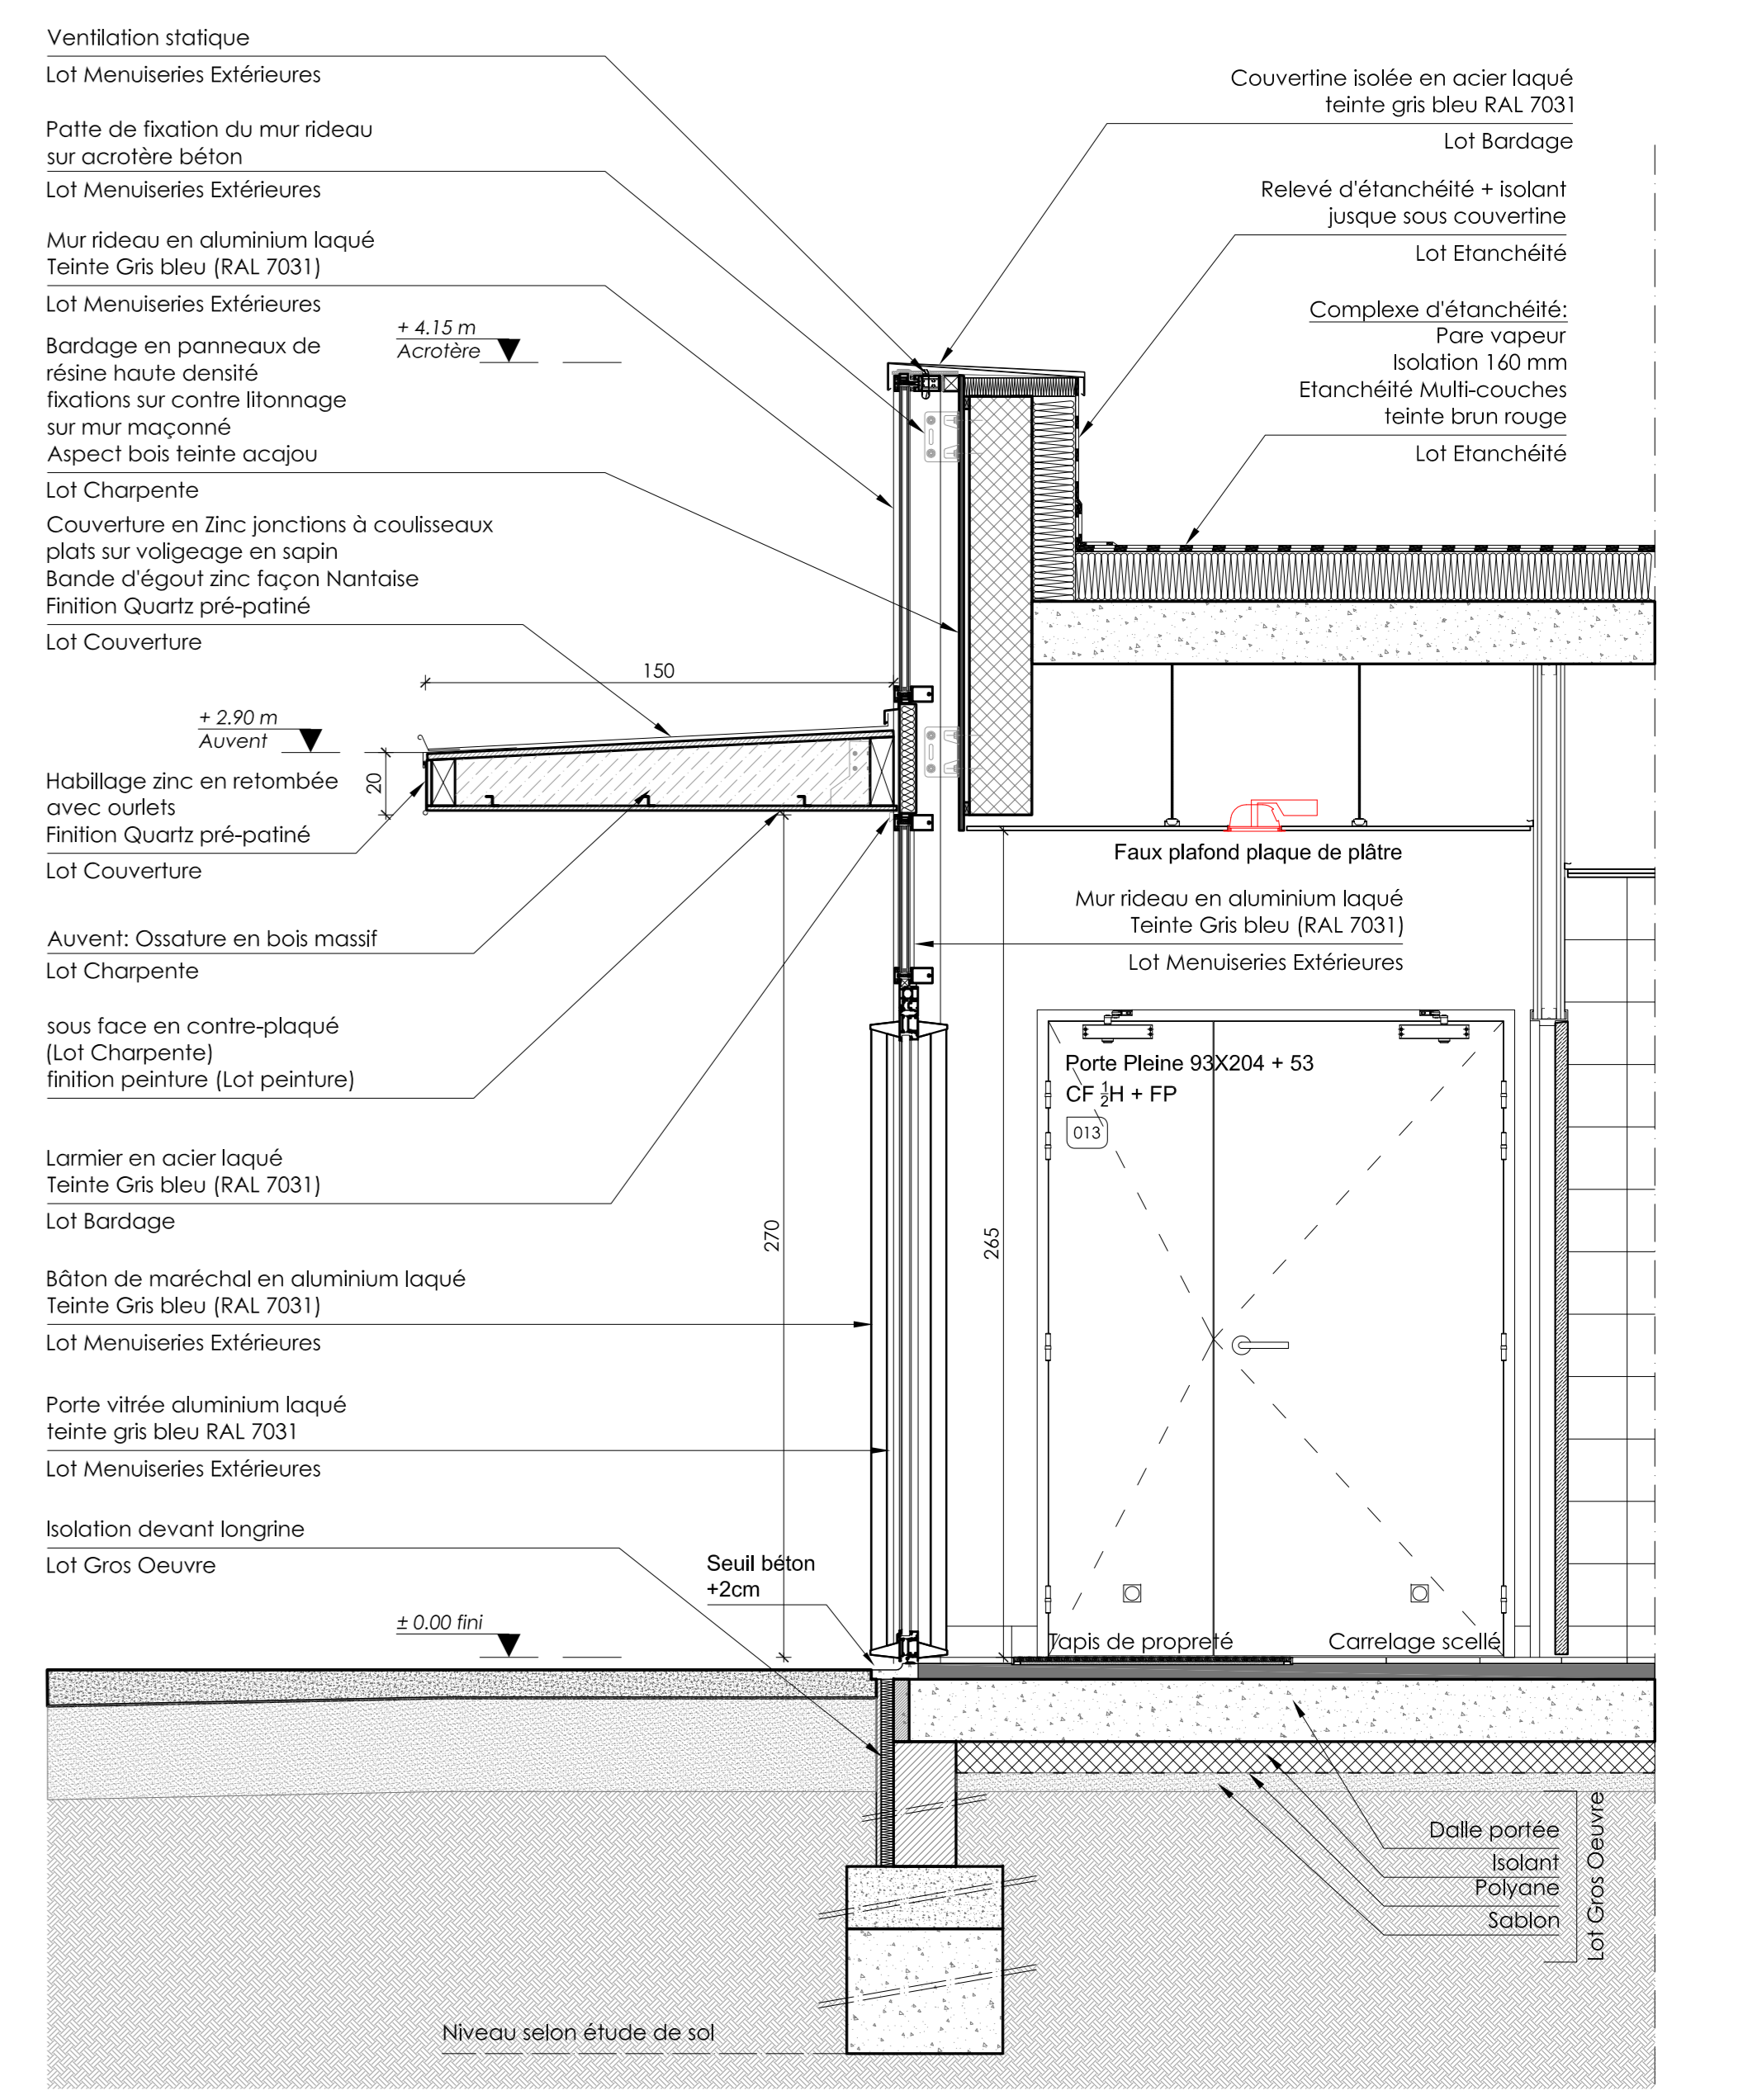 Ventilation statique
Lot Menuiseries Extérieures
Patte de fixation du mur rideau
sur acrotère béton
Lot Menuiseries Extérieures
Mur rideau en aluminium laqué
Teinte Gris bleu (RAL 7031)
Lot Menuiseries Extérieures
+ 4.15 m
Acrotère
Bardage en panneaux de
résine haute densité
fixations sur contre litonnage
sur mur maçonné
Aspect bois teinte acajou
Lot Charpente
Couverture en Zinc jonctions à coulisseaux
plats sur voligeage en sapin
Bande d'égout zinc façon Nantaise
Finition Quartz pré-patiné
Lot Couverture
150
+ 2.90 m
Auvent
20
Habillage zinc en retombée
avec ourlets
Finition Quartz pré-patiné
Lot Couverture
Auvent: Ossature en bois massif
Lot Charpente
sous face en contre-plaqué
(Lot Charpente)
finition peinture (Lot peinture)
Larmier en acier laqué
Teinte Gris bleu (RAL 7031)
Lot Bardage
270
Bâton de maréchal en aluminium laqué
Teinte Gris bleu (RAL 7031)
Lot Menuiseries Extérieures
Porte vitrée aluminium laqué
teinte gris bleu RAL 7031
Lot Menuiseries Extérieures
Isolation devant longrine
Lot Gros Oeuvre
Seuil béton
+2cm
± 0.00 fini
Niveau selon étude de sol
Couvertine isolée en acier laqué
teinte gris bleu RAL 7031
Lot Bardage
Relevé d'étanchéité + isolant
jusque sous couvertine
Lot Etanchéité
Complexe d'étanchéité:
Pare vapeur
Isolation 160 mm
Etanchéité Multi-couches
teinte brun rouge
Lot Etanchéité
Faux plafond plaque de plâtre
Mur rideau en aluminium laqué
Teinte Gris bleu (RAL 7031)
Lot Menuiseries Extérieures
Porte Pleine 93X204 + 53
CF ½H + FP
013
265
Tapis de propreté
Carrelage scellé
Dalle portée
Isolant
Polyane
Sablon
Lot Gros Oeuvre